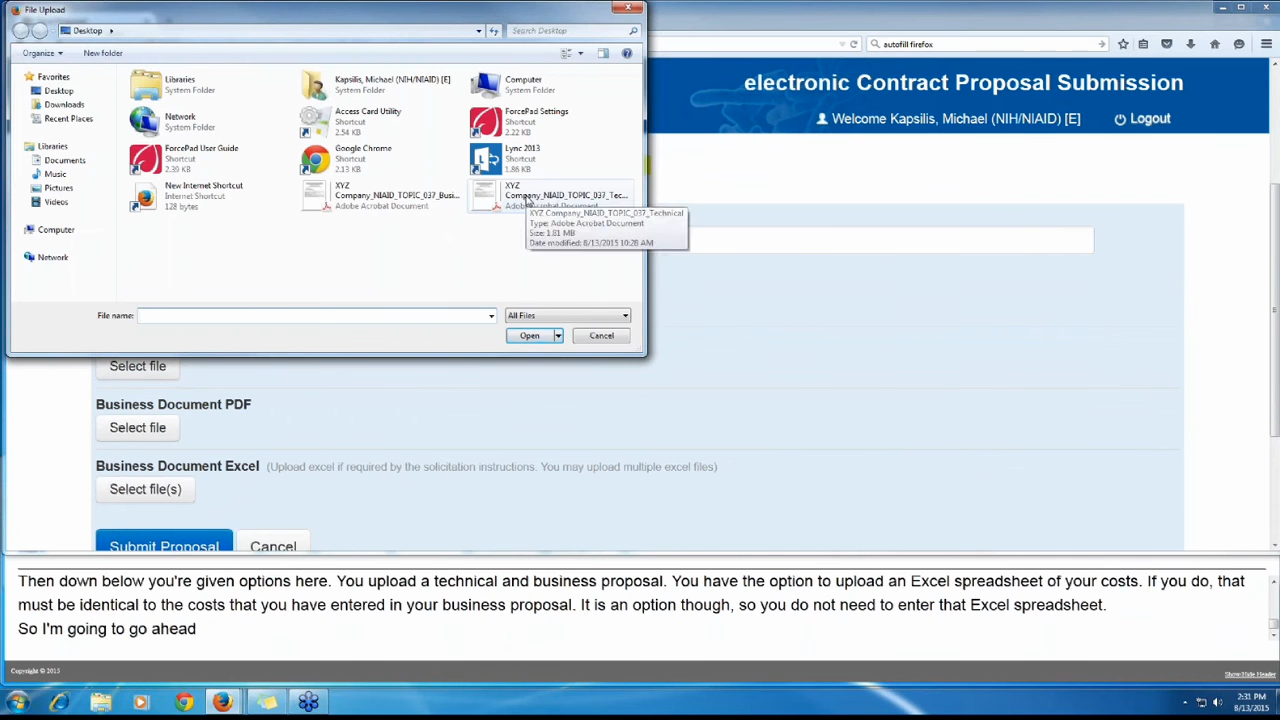 File Upload
Desktop
Search Desktop
autofill firefox
Organize
New folder
electronic Contract Proposal Submission
Welcome Kapsilis, Michael (NIH/NIAID) [E]
Logout
Favorites
Desktop
Downloads
Recent Places
Libraries
Documents
Music
Pictures
Videos
Computer
Network
Libraries
System Folder
Kapsilis, Michael (NIH/NIAID) [E]
System Folder
Computer
System Folder
Network
System Folder
Access Card Utility
Shortcut
2.54 KB
ForcePad Settings
Shortcut
2.22 KB
ForcePad User Guide
Shortcut
2.39 KB
Google Chrome
Shortcut
2.13 KB
Lync 2013
Shortcut
1.86 KB
New Internet Shortcut
Internet Shortcut
128 bytes
XYZ
Company_NIAID_TOPIC_037_Busi...
Adobe Acrobat Document
XYZ
Company_NIAID_TOPIC_037_Tec...
Adobe Acrobat Document
XYZ Company_NIAID_TOPIC_037_Technical
Type: Adobe Acrobat Document
Size: 1.81 MB
Date modified: 8/13/2015 10:28 AM
File name:
All Files
Open
Cancel
Select file
Business Document PDF
Select file
Business Document Excel (Upload excel if required by the solicitation instructions. You may upload multiple excel files)
Select file(s)
Submit Proposal
Cancel
Then down below you're given options here. You upload a technical and business proposal. You have the option to upload an Excel spreadsheet of your costs. If you do, that
must be identical to the costs that you have entered in your business proposal. It is an option though, so you do not need to enter that Excel spreadsheet.
So I'm going to go ahead
Copyright © 2015
Show/Hide Header
2:31 PM
8/13/2015